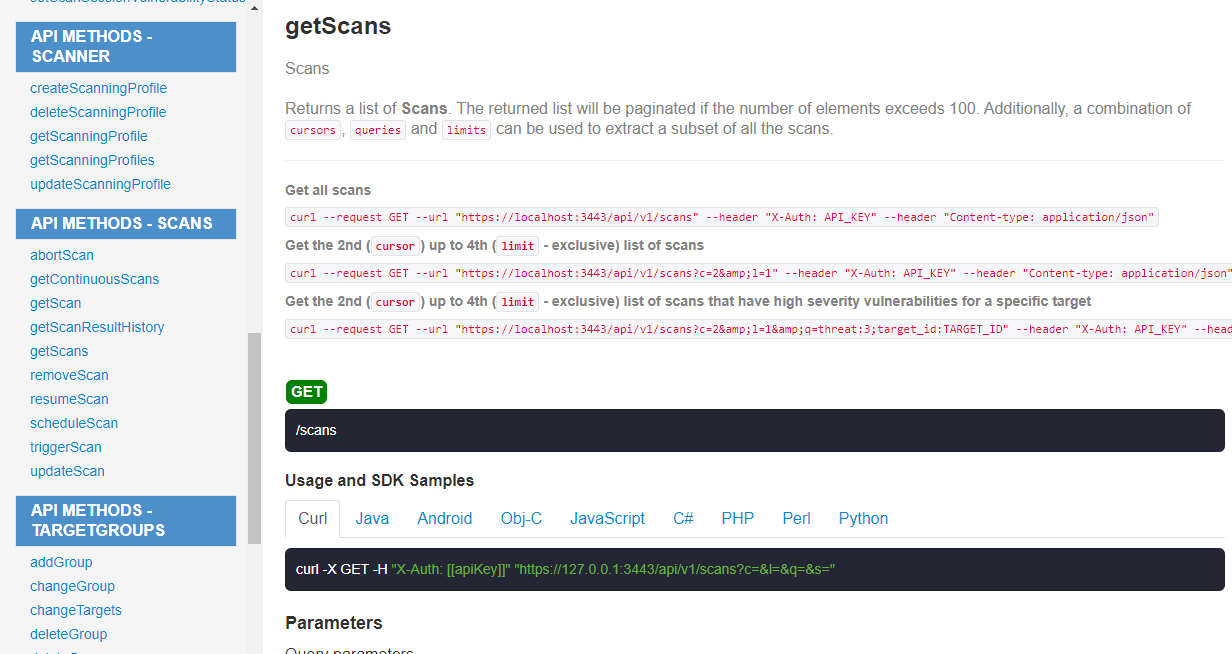 setScanSessionVulnerabilityStatus
API METHODS -
SCANNER
createScanningProfile
deleteScanningProfile
getScanningProfile
getScanningProfiles
updateScanningProfile
API METHODS - SCANS
abortScan
getContinuousScans
getScan
getScanResultHistory
getScans
removeScan
resumeScan
scheduleScan
triggerScan
updateScan
API METHODS -
TARGETGROUPS
addGroup
changeGroup
changeTargets
deleteGroup
getScans
Scans
Returns a list of Scans. The returned list will be paginated if the number of elements exceeds 100. Additionally, a combination of
cursors, queries and limits can be used to extract a subset of all the scans.
Get all scans
curl --request GET --url "https://localhost:3443/api/v1/scans" --header "X-Auth: API_KEY" --header "Content-type: application/json"
Get the 2nd (cursor) up to 4th (limit - exclusive) list of scans
curl --request GET --url "https://localhost:3443/api/v1/scans?c=2&amp;l=1" --header "X-Auth: API_KEY" --header "Content-type: application/json"
Get the 2nd (cursor) up to 4th (limit - exclusive) list of scans that have high severity vulnerabilities for a specific target
curl --request GET --url "https://localhost:3443/api/v1/scans?c=2&amp;l=1&amp;q=threat:3;target_id:TARGET_ID" --header "X-Auth: API_KEY" --head
GET
/scans
Usage and SDK Samples
Curl Java Android Obj-C JavaScript C# PHP Perl Python
curl -X GET -H "X-Auth: [[apiKey]]" "https://127.0.0.1:3443/api/v1/scans?c=&l=&q=&s="
Parameters
Query parameters